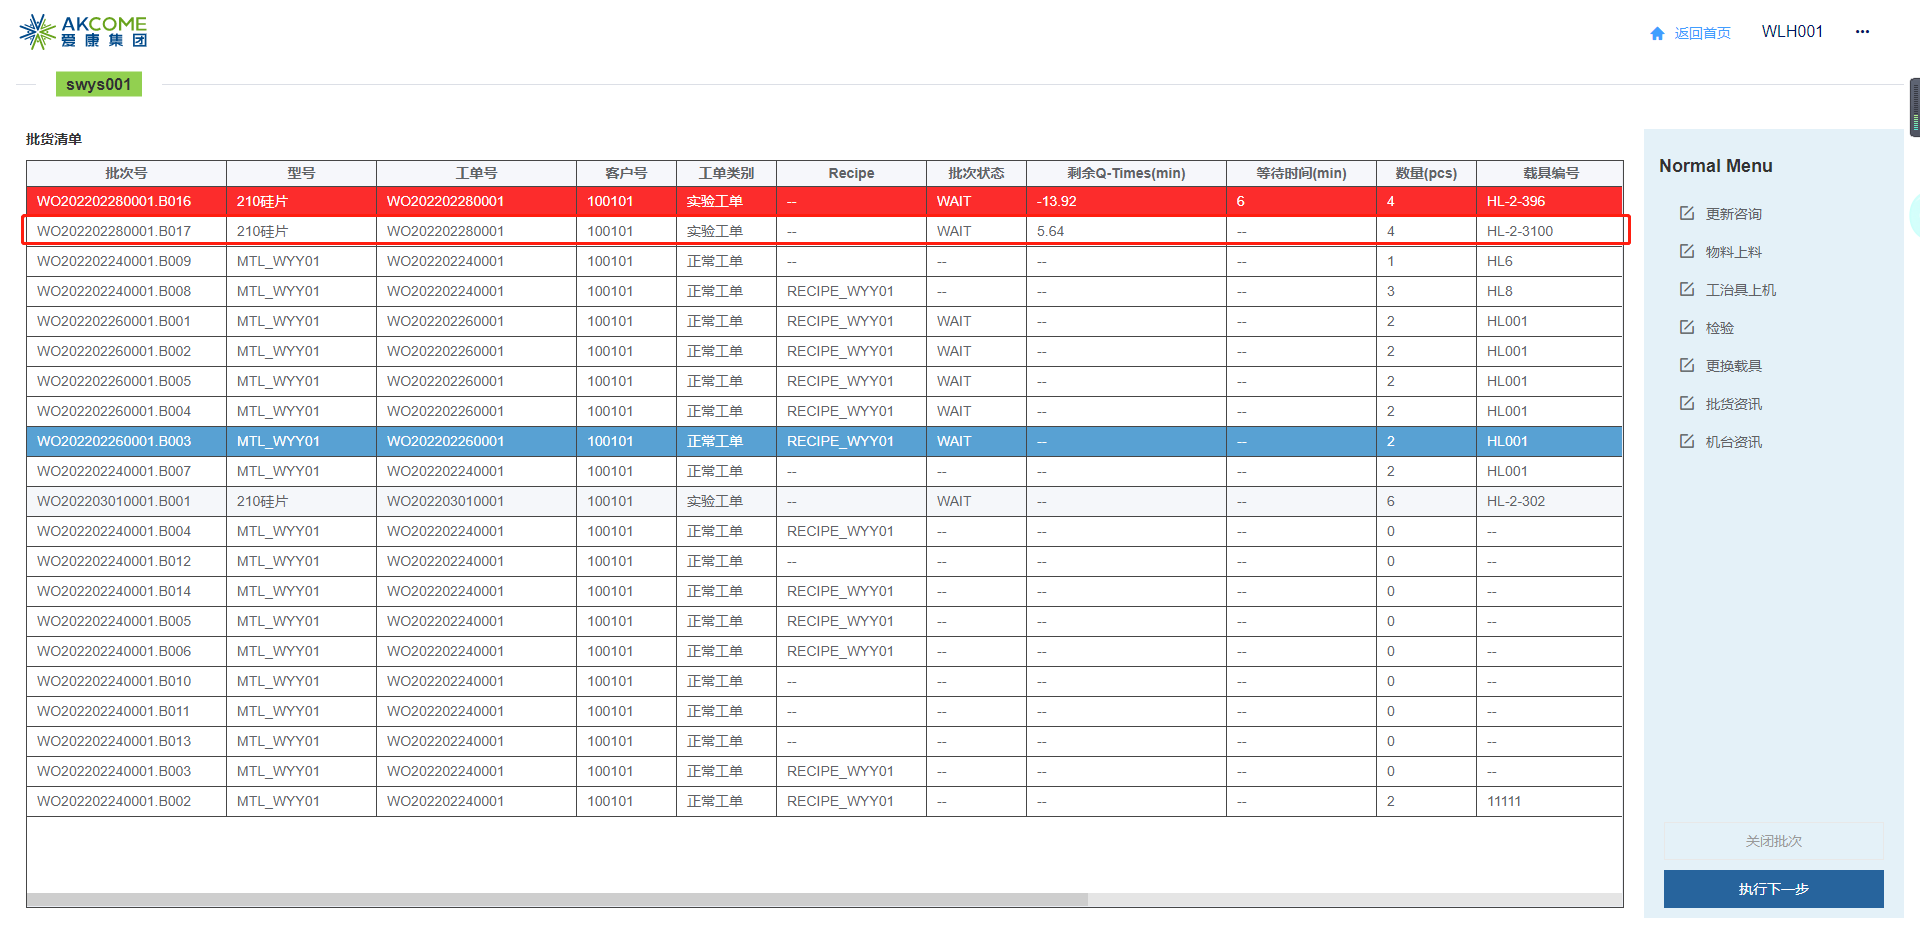 AKCOME
爱康集团
返回首页 WLH001 ···
swys001
批货清单
批次号 型号 工单号 客户号 工单类别 Recipe 批次状态 剩余Q-Times(min) 等待时间(min) 数量(pcs) 载具编号
WO202202280001.B016 210硅片 WO202202280001 100101 实验工单 -- WAIT -13.92 6 4 HL-2-396
WO202202280001.B017 210硅片 WO202202280001 100101 实验工单 -- WAIT 5.64 -- 4 HL-2-3100
WO202202240001.B009 MTL_WYY01 WO202202240001 100101 正常工单 -- -- -- -- 1 HL6
WO202202240001.B008 MTL_WYY01 WO202202240001 100101 正常工单 RECIPE_WYY01 -- -- -- 3 HL8
WO202202260001.B001 MTL_WYY01 WO202202260001 100101 正常工单 RECIPE_WYY01 WAIT -- -- 2 HL001
WO202202260001.B002 MTL_WYY01 WO202202260001 100101 正常工单 RECIPE_WYY01 WAIT -- -- 2 HL001
WO202202260001.B005 MTL_WYY01 WO202202260001 100101 正常工单 RECIPE_WYY01 WAIT -- -- 2 HL001
WO202202260001.B004 MTL_WYY01 WO202202260001 100101 正常工单 RECIPE_WYY01 WAIT -- -- 2 HL001
WO202202260001.B003 MTL_WYY01 WO202202260001 100101 正常工单 RECIPE_WYY01 WAIT -- -- 2 HL001
WO202202240001.B007 MTL_WYY01 WO202202240001 100101 正常工单 -- -- -- -- 2 HL001
WO202203010001.B001 210硅片 WO202203010001 100101 实验工单 -- WAIT -- -- 6 HL-2-302
WO202202240001.B004 MTL_WYY01 WO202202240001 100101 正常工单 RECIPE_WYY01 -- -- -- 0 --
WO202202240001.B012 MTL_WYY01 WO202202240001 100101 正常工单 -- -- -- -- 0 --
WO202202240001.B014 MTL_WYY01 WO202202240001 100101 正常工单 RECIPE_WYY01 -- -- -- 0 --
WO202202240001.B005 MTL_WYY01 WO202202240001 100101 正常工单 RECIPE_WYY01 -- -- -- 0 --
WO202202240001.B006 MTL_WYY01 WO202202240001 100101 正常工单 RECIPE_WYY01 -- -- -- 0 --
WO202202240001.B010 MTL_WYY01 WO202202240001 100101 正常工单 -- -- -- -- 0 --
WO202202240001.B011 MTL_WYY01 WO202202240001 100101 正常工单 -- -- -- -- 0 --
WO202202240001.B013 MTL_WYY01 WO202202240001 100101 正常工单 -- -- -- -- 0 --
WO202202240001.B003 MTL_WYY01 WO202202240001 100101 正常工单 RECIPE_WYY01 -- -- -- 0 --
WO202202240001.B002 MTL_WYY01 WO202202240001 100101 正常工单 RECIPE_WYY01 -- -- -- 2 11111
Normal Menu
更新咨询
物料上料
工治具上机
检验
更换载具
批货资讯
机台资讯
关闭批次
执行下一步